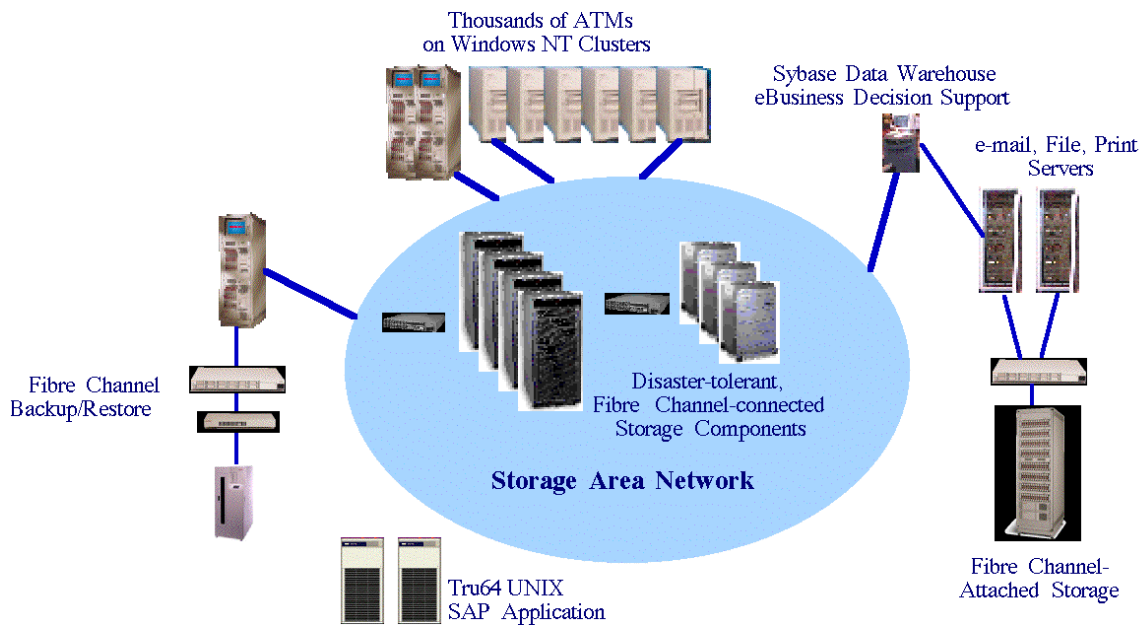 Thousands of ATMs
on Windows NT Clusters
Sybase Data Warehouse
eBusiness Decision Support
e-mail, File, Print
Servers
Fibre Channel
Backup/Restore
Disaster-tolerant,
Fibre Channel-connected
Storage Components
Storage Area Network
Fibre Channel-
Attached Storage
Tru64 UNIX
SAP Application